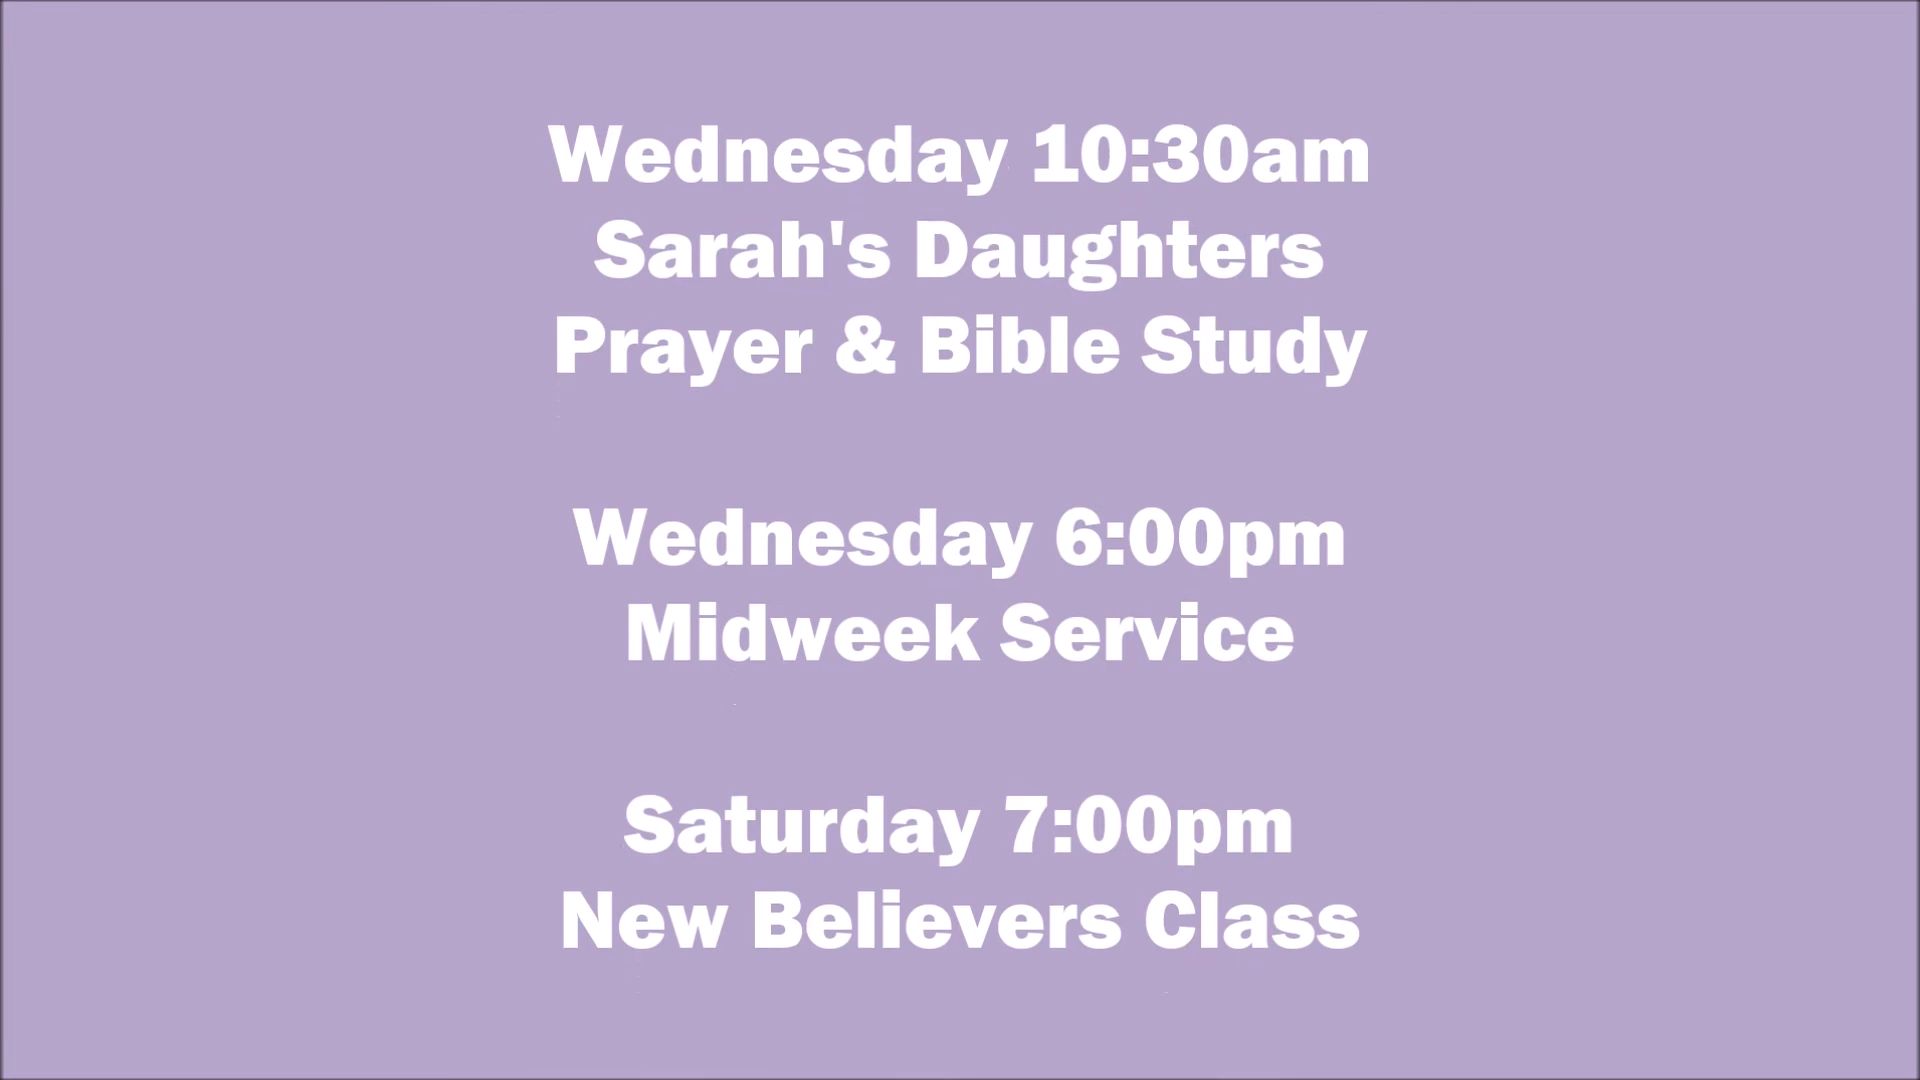 Wednesday 10:30am
Sarah's Daughters
Prayer & Bible Study
Wednesday 6:00pm
Midweek Service
Saturday 7:00pm
New Believers Class